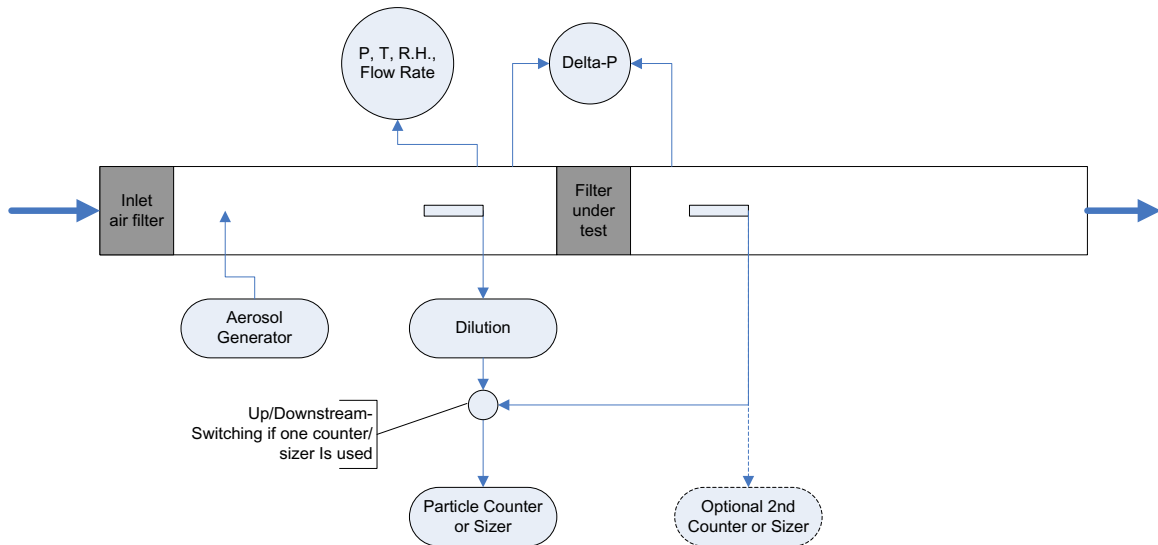 P, T, R.H.,
Flow Rate
Delta-P
Inlet
air filter
Filter
under
test
Aerosol
Generator
Dilution
Up/Downstream-
Switching if one counter/
sizer Is used
Particle Counter
or Sizer
Optional 2nd
Counter or Sizer